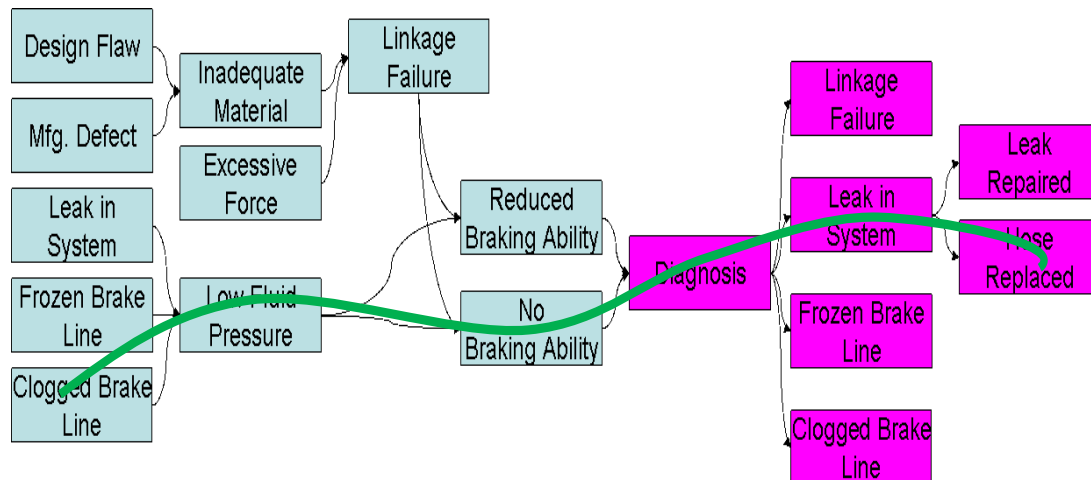 Design Flaw
Mfg. Defect
Leak in
System
Frozen Brake
Line
Clogged Brake
Line
Inadequate
Material
Excessive
Force
Low Fluid
Pressure
Linkage
Failure
Reduced
Braking Ability
No
Braking Ability
Diagnosis
Linkage
Failure
Leak in
System
Frozen Brake
Line
Clogged Brake
Line
Leak
Repaired
Hose
Replaced